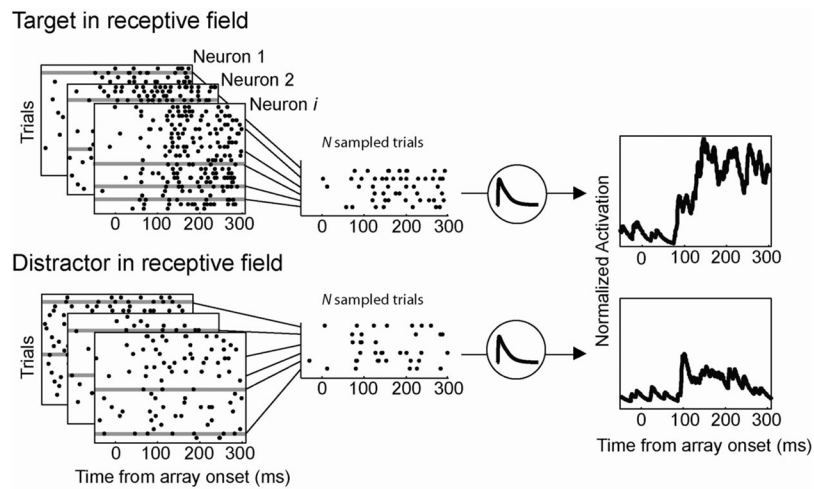 Target in receptive field
Neuron 1
Neuron 2
Neuron i
Trials
N sampled trials
0 100 200 300
0 100 200 300
Normalized Activation
0 100 200 300
Distractor in receptive field
N sampled trials
Trials
0 100 200 300
0 100 200 300
0 100 200 300
Time from array onset (ms)
Time from array onset (ms)